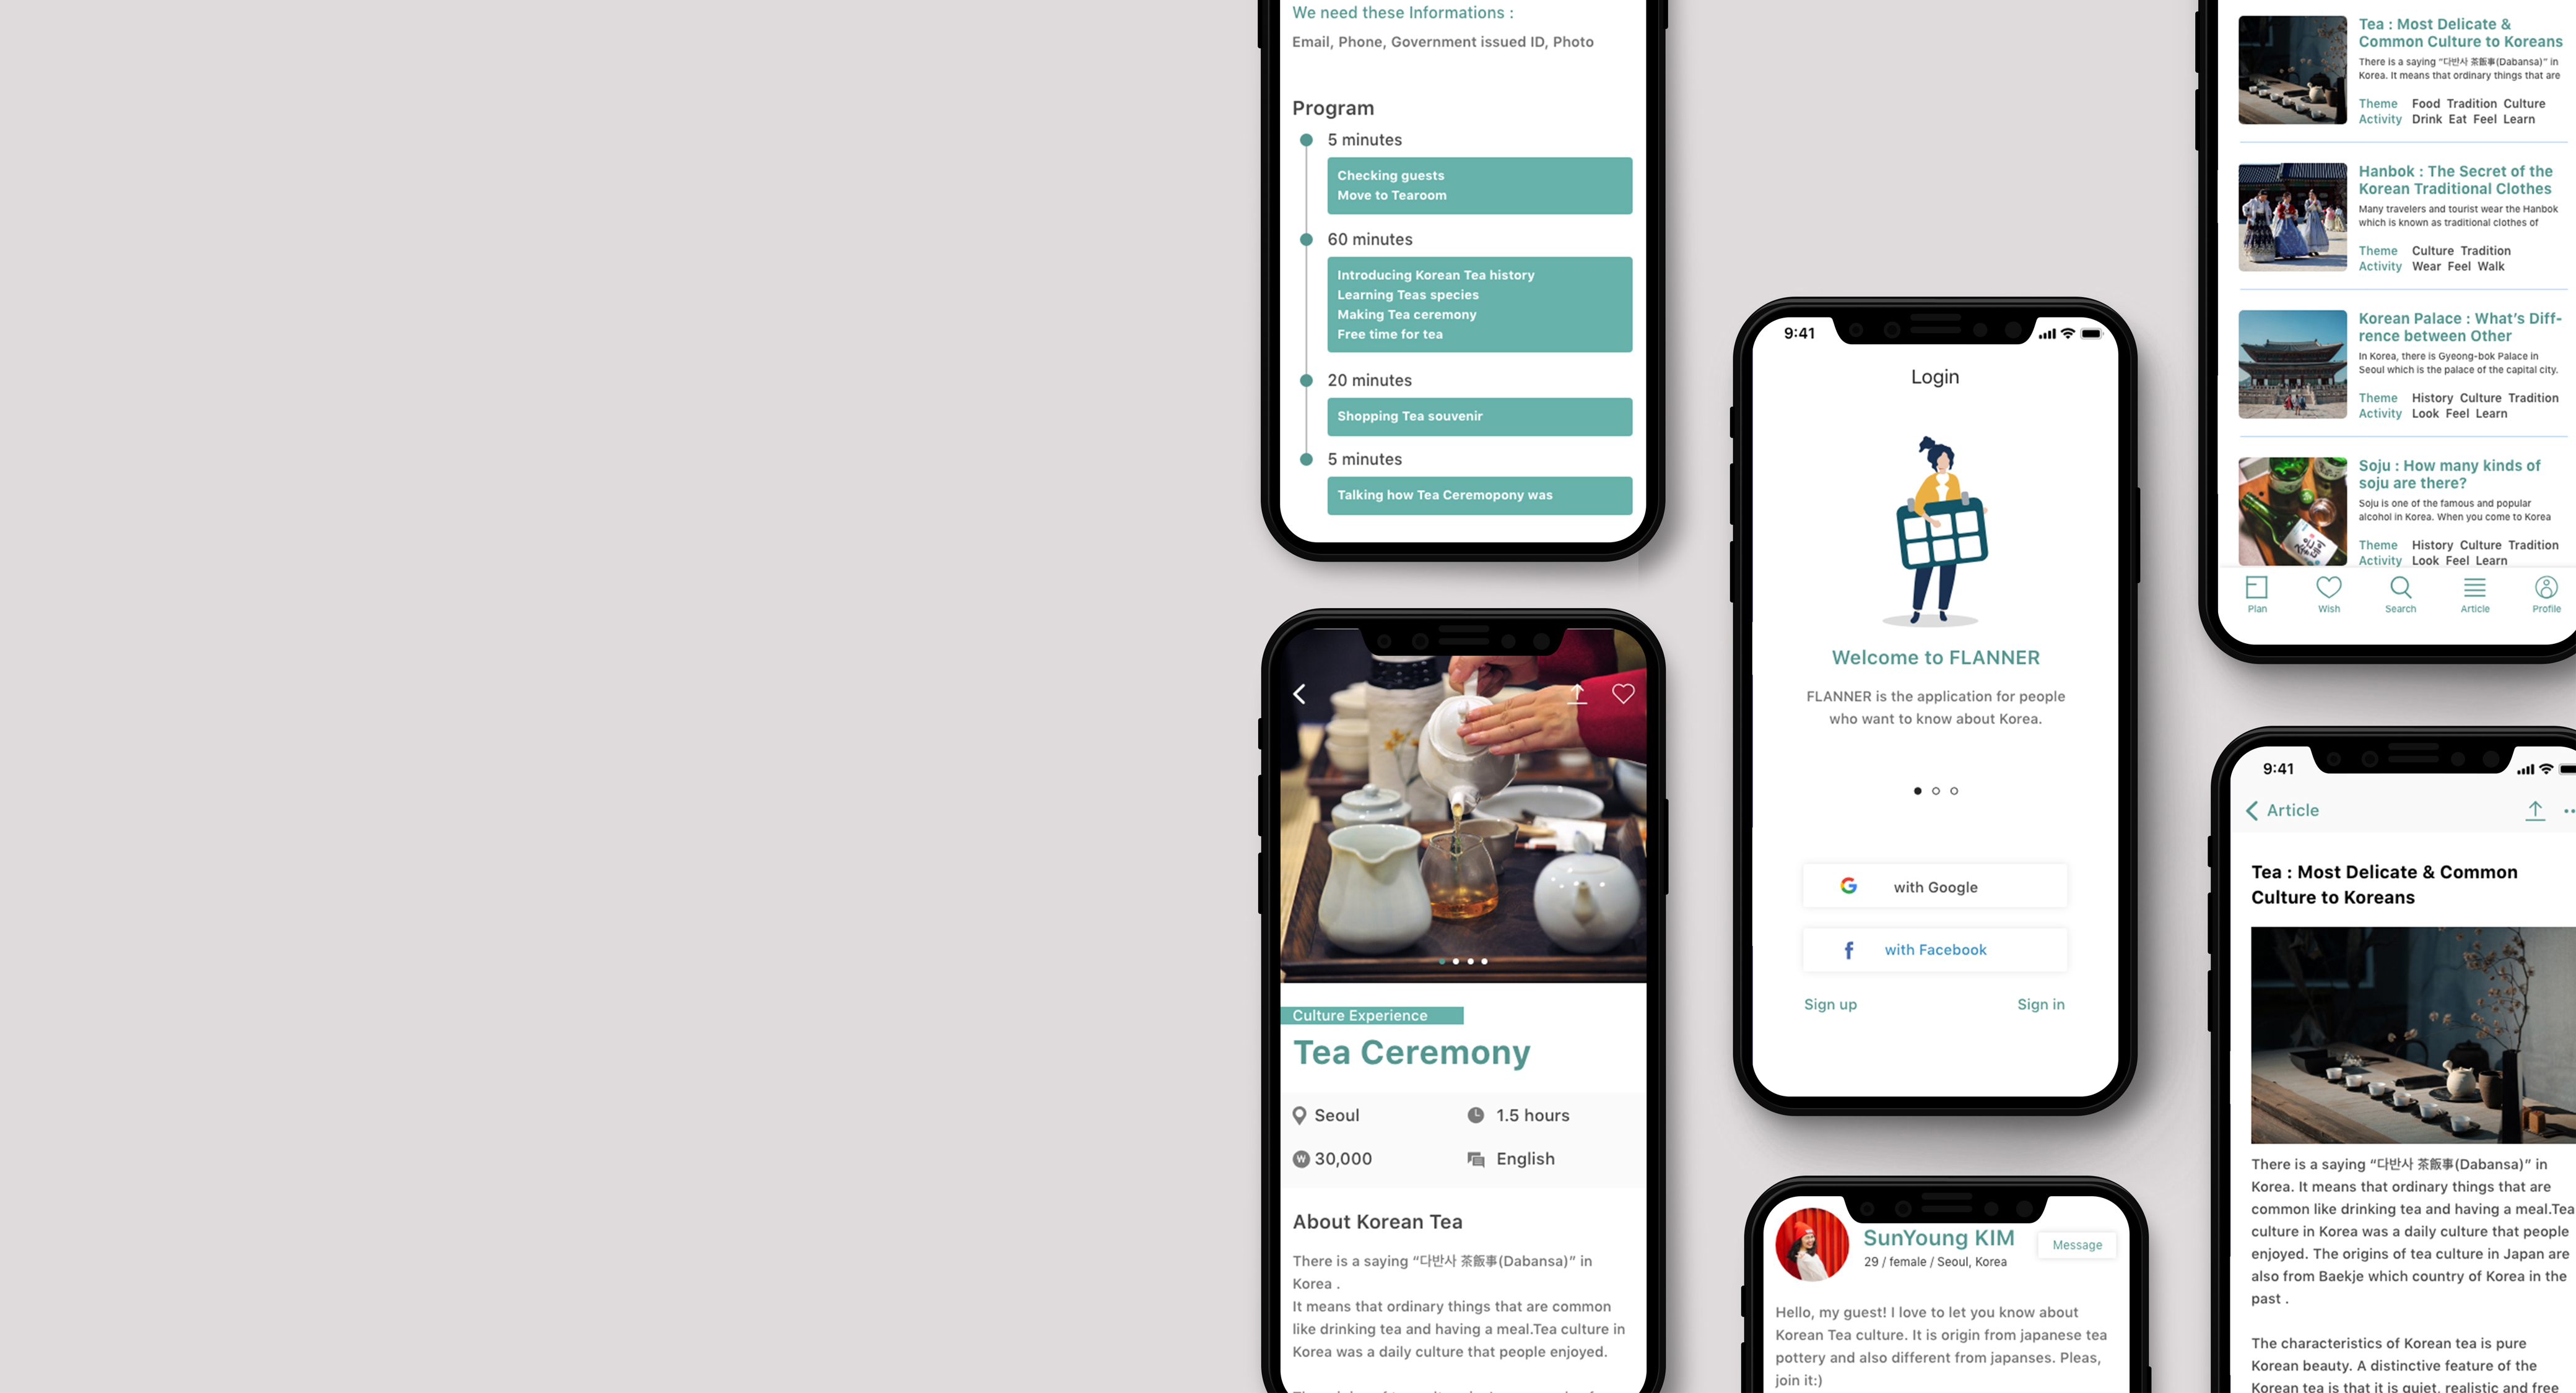 We need these Informations :
Email, Phone, Government issued ID, Photo
Program
5 minutes
Checking guests
Move to Tearoom
60 minutes
Introducing Korean Tea history
Learning Teas species
Making Tea ceremony
Free time for tea
20 minutes
Shopping Tea souvenir
5 minutes
Talking how Tea Ceremopony was
Culture Experience
Tea Ceremony
Seoul
1.5 hours
W 30,000
English
About Korean Tea
There is a saying “다반사 茶飯事(Dabansa)” in
Korea .
It means that ordinary things that are common
like drinking tea and having a meal.Tea culture in
Korea was a daily culture that people enjoyed.
9:41
Login
Welcome to FLANNER
FLANNER is the application for people
who want to know about Korea.
G with Google
f with Facebook
Sign up
Sign in
SunYoung KIM
29 / female / Seoul, Korea
Message
Hello, my guest! I love to let you know about
Korean Tea culture. It is origin from japanese tea
pottery and also different from japanses. Pleas,
join it:)
Tea : Most Delicate &
Common Culture to Koreans
There is a saying “다반사 茶飯事(Dabansa)” in
Korea. It means that ordinary things that are
Theme Food Tradition Culture
Activity Drink Eat Feel Learn
Hanbok : The Secret of the
Korean Traditional Clothes
Many travelers and tourist wear the Hanbok
which is known as traditional clothes of
Theme Culture Tradition
Activity Wear Feel Walk
Korean Palace : What’s Diff-
rence between Other
In Korea, there is Gyeong-bok Palace in
Seoul which is the palace of the capital city.
Theme History Culture Tradition
Activity Look Feel Learn
Soju : How many kinds of
soju are there?
Soju is one of the famous and popular
alcohol in Korea. When you come to Korea
Theme History Culture Tradition
Activity Look Feel Learn
Plan
Wish
Search
Article
Profile
9:41
Article
Tea : Most Delicate & Common
Culture to Koreans
There is a saying “다반사 茶飯事(Dabansa)” in
Korea. It means that ordinary things that are
common like drinking tea and having a meal.Tea
culture in Korea was a daily culture that people
enjoyed. The origins of tea culture in Japan are
also from Baekje which country of Korea in the
past .
The characteristics of Korean tea is pure
Korean beauty. A distinctive feature of the
Korean tea is that it is quiet, realistic and free